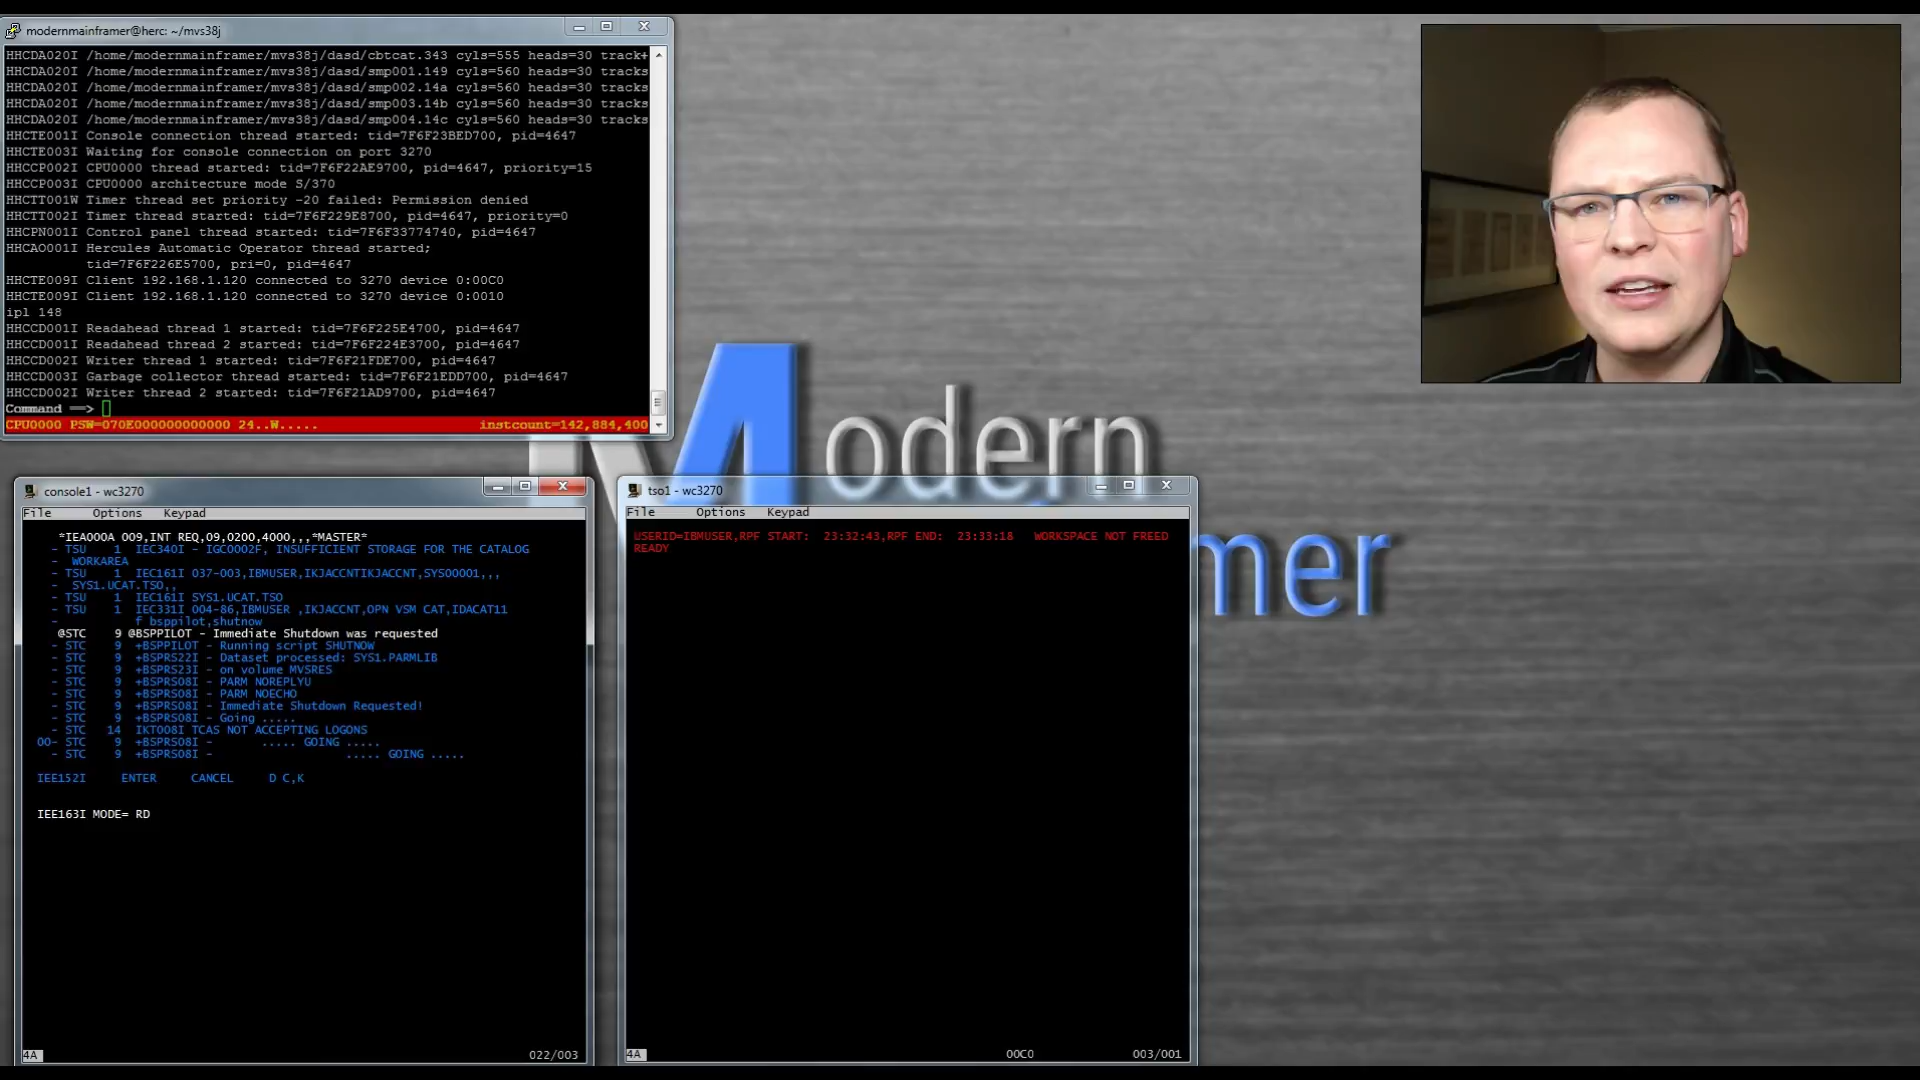 modernmainframer@herc: ~/mvs38j
HHCDA020I /home/modernmainframer/mvs38j/dasd/cbtcat.343 cyls=555 heads=30 track+
HHCDA020I /home/modernmainframer/mvs38j/dasd/smp001.149 cyls=560 heads=30 tracks
HHCDA020I /home/modernmainframer/mvs38j/dasd/smp002.14a cyls=560 heads=30 tracks
HHCDA020I /home/modernmainframer/mvs38j/dasd/smp003.14b cyls=560 heads=30 tracks
HHCDA020I /home/modernmainframer/mvs38j/dasd/smp004.14c cyls=560 heads=30 tracks
HHCTE001I Console connection thread started: tid=7F6F23BED700, pid=4647
HHCTE003I Waiting for console connection on port 3270
HHCCP002I CPU0000 thread started: tid=7F6F22AE9700, pid=4647, priority=15
HHCCP003I CPU0000 architecture mode S/370
HHCTT001W Timer thread set priority -20 failed: Permission denied
HHCTT002I Timer thread started: tid=7F6F229E8700, pid=4647, priority=0
HHCPN001I Control panel thread started: tid=7F6F33774740, pid=4647
HHCAO001I Hercules Automatic Operator thread started;
tid=7F6F226E5700, pri=0, pid=4647
HHCTE009I Client 192.168.1.120 connected to 3270 device 0:00C0
HHCTE009I Client 192.168.1.120 connected to 3270 device 0:0010
ipl 148
HHCCD001I Readahead thread 1 started: tid=7F6F225E4700, pid=4647
HHCCD001I Readahead thread 2 started: tid=7F6F224E3700, pid=4647
HHCCD002I Writer thread 1 started: tid=7F6F21FDE700, pid=4647
HHCCD003I Garbage collector thread started: tid=7F6F21EDD700, pid=4647
HHCCD002I Writer thread 2 started: tid=7F6F21AD9700, pid=4647
Command ==>
CPU0000 PSW=070E000000000000 24..W..... instcount=142,884,400
Modern
mer
console1 - wc3270
File Options Keypad
*IEA000A 009,INT REQ,09,0200,4000,,,*MASTER*
- TSU 1 IEC340I - IGC0002F, INSUFFICIENT STORAGE FOR THE CATALOG
- WORKAREA
- TSU 1 IEC161I 037-003,IBMUSER,IKJACCNTIKJACCNT,SYS00001,,,
- SYS1.UCAT.TSO,,
- TSU 1 IEC161I SYS1.UCAT.TSO
- TSU 1 IEC331I 004-86,IBMUSER ,IKJACCNT,OPN VSM CAT,IDACAT11
- f bsppilot,shutnow
@STC 9 @BSPPILOT - Immediate Shutdown was requested
- STC 9 +BSPPILOT - Running script SHUTNOW
- STC 9 +BSPRS22I - Dataset processed: SYS1.PARMLIB
- STC 9 +BSPRS23I - on volume MVSRES
- STC 9 +BSPRS08I - PARM NOREPLYU
- STC 9 +BSPRS08I - PARM NOECHO
- STC 9 +BSPRS08I - Immediate Shutdown Requested!
- STC 9 +BSPRS08I - Going .....
- STC 14 IKT008I TCAS NOT ACCEPTING LOGONS
00- STC 9 +BSPRS08I - ..... GOING .....
- STC 9 +BSPRS08I - ..... GOING .....
IEE152I ENTER CANCEL D C,K
IEE163I MODE= RD
4A 022/003
tso1 - wc3270
File Options Keypad
USERID=IBMUSER,RPF START: 23:32:43,RPF END: 23:33:18 WORKSPACE NOT FREED
READY
4A 00C0 003/001